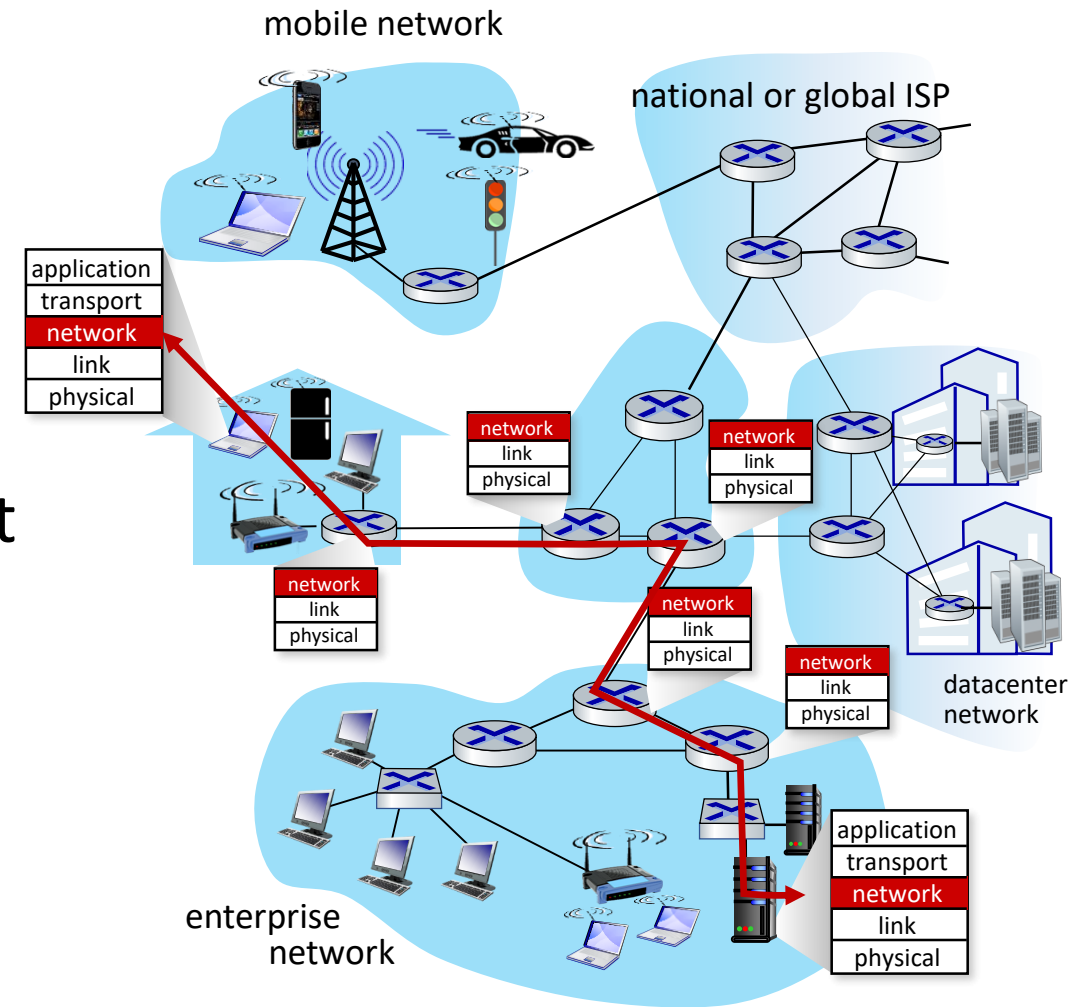 mobile network
national or global ISP
application
transport
network
link
physical
network
link
physical
network
link
physical
t
network
link
physical
network
link
physical
network
link
physical
datacenter
network
application
transport
network
link
physical
enterprise
network